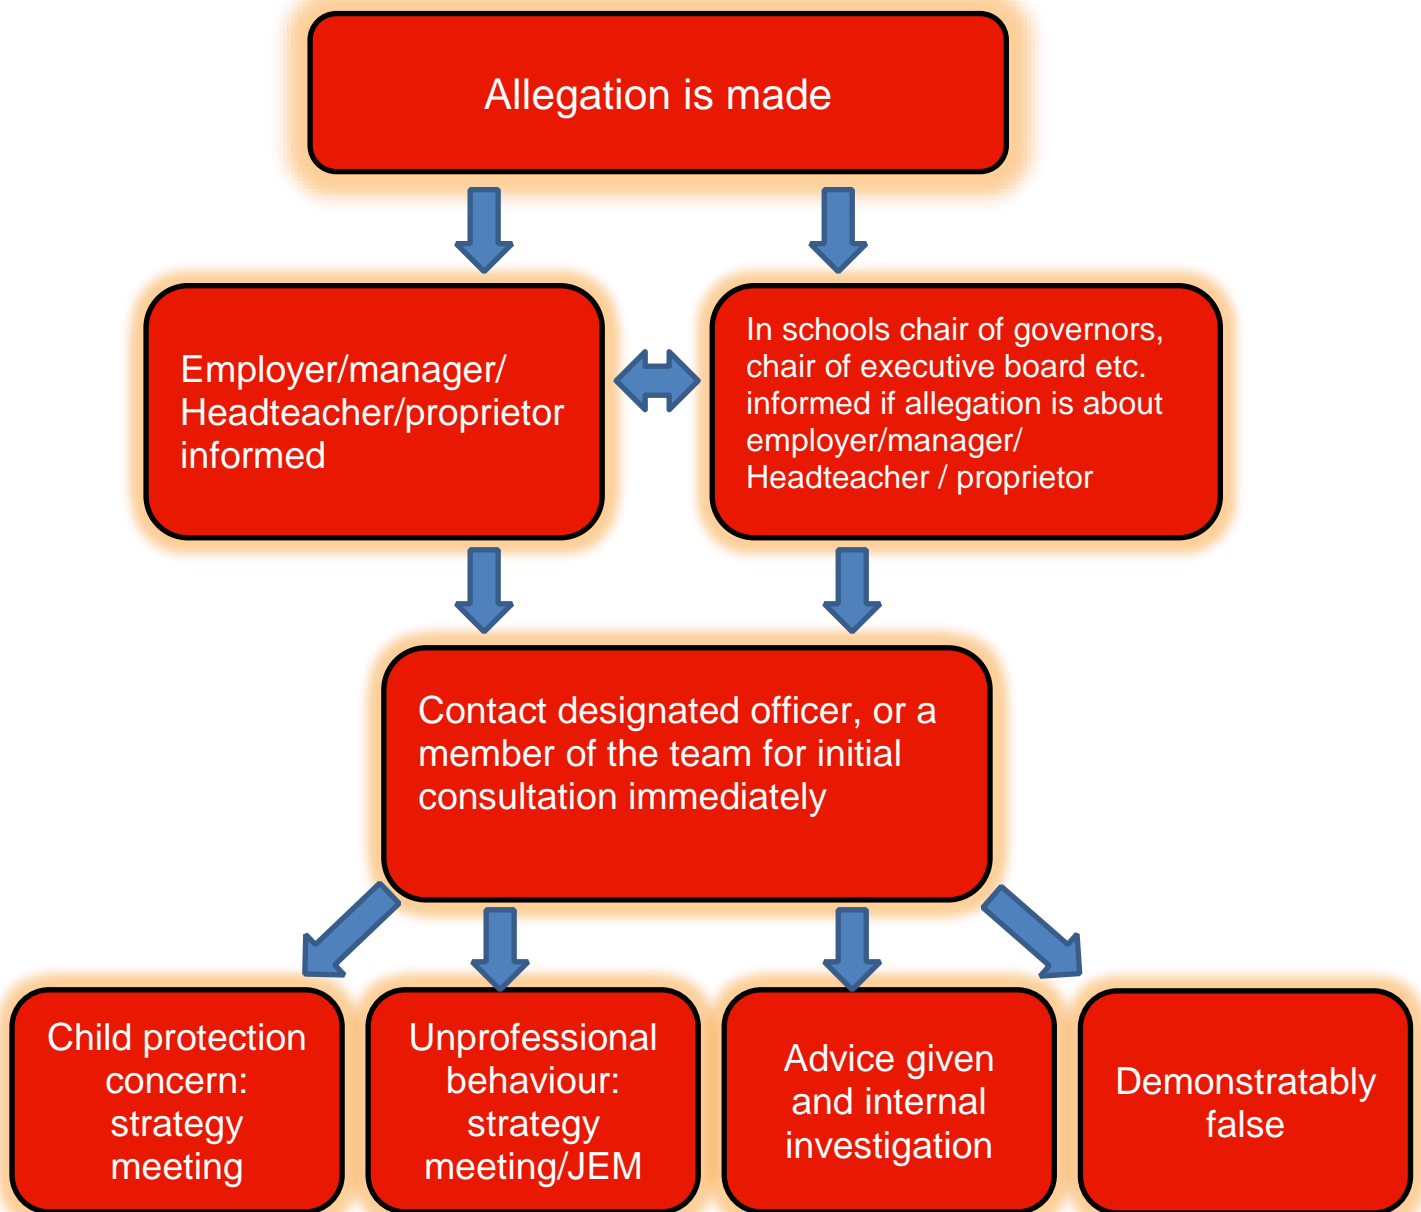 Allegation is made
Employer/manager/
Headteacher/proprietor
informed
In schools chair of governors,
chair of executive board etc.
informed if allegation is about
employer/manager/
Headteacher / proprietor
Contact designated officer, or a
member of the team for initial
consultation immediately
Child protection
concern:
strategy
meeting
Unprofessional
behaviour:
strategy
meeting/JEM
Advice given
and internal
investigation
Demonstratably
false